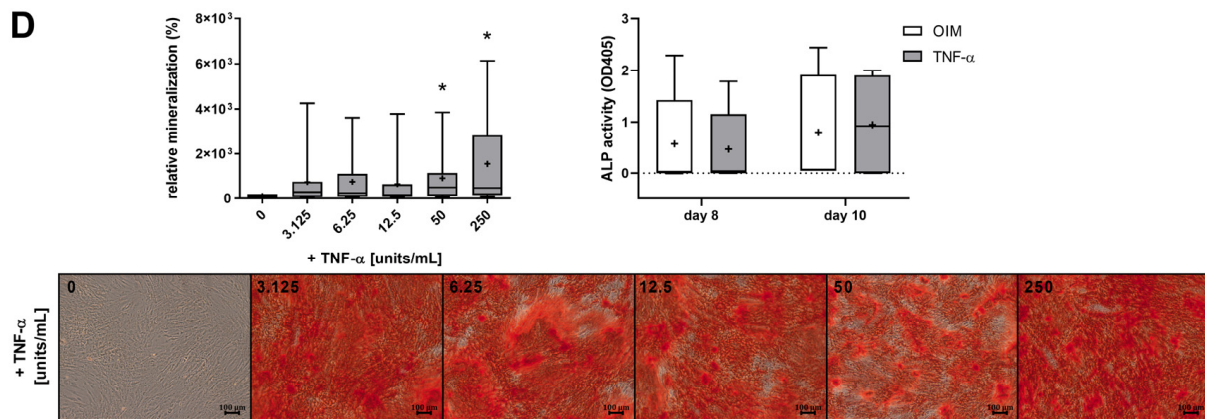 D
relative mineralization (%)
8×10³
6×10³
4×10³
2×10³
0
*
*
0
3.125
6.25
12.5
50
250
+ TNF-α [units/mL]
ALP activity (OD405)
3
2
1
0
day 8
day 10
OIM
TNF-α
+ TNF-α
[units/mL]
0
3.125
6.25
12.5
50
250
100 µm
100 µm
100 µm
100 µm
100 µm
100 µm